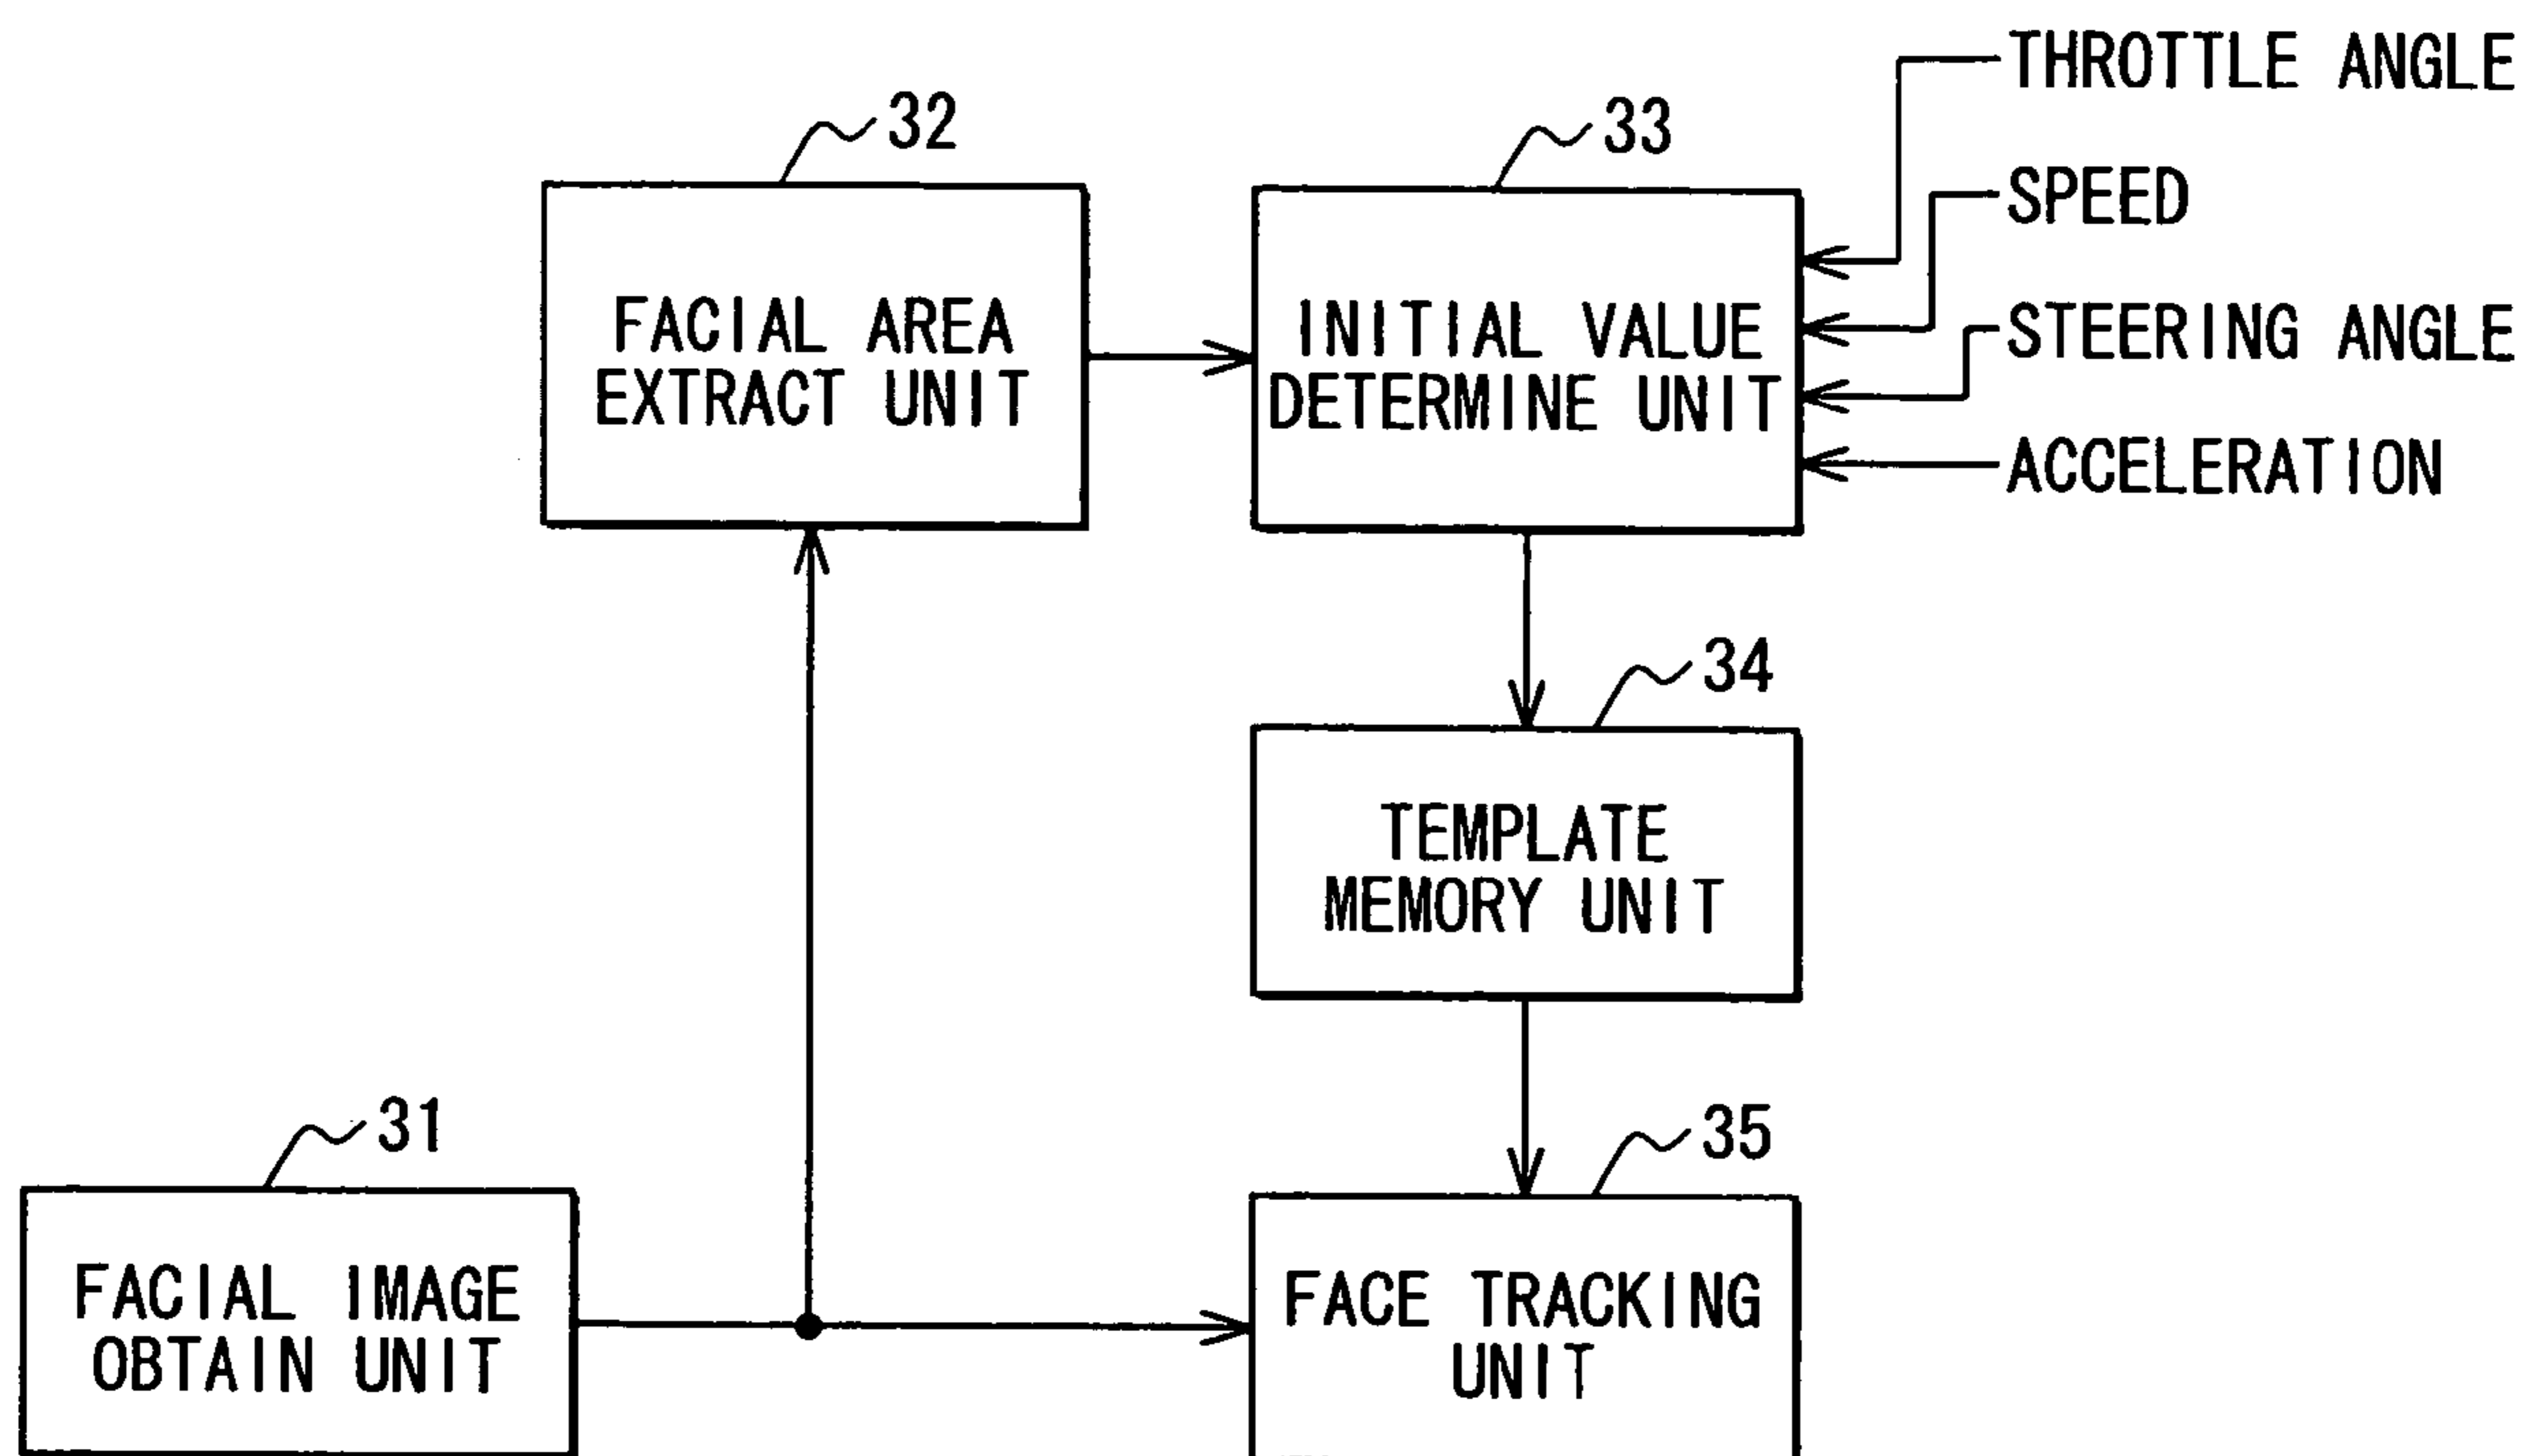 THROTTLE ANGLE
32
33
SPEED
FACIAL AREA
EXTRACT UNIT
INITIAL VALUE
DETERMINE UNIT
STEERING ANGLE
ACCELERATION
34
TEMPLATE
MEMORY UNIT
31
35
FACIAL IMAGE
OBTAIN UNIT
FACE TRACKING
UNIT